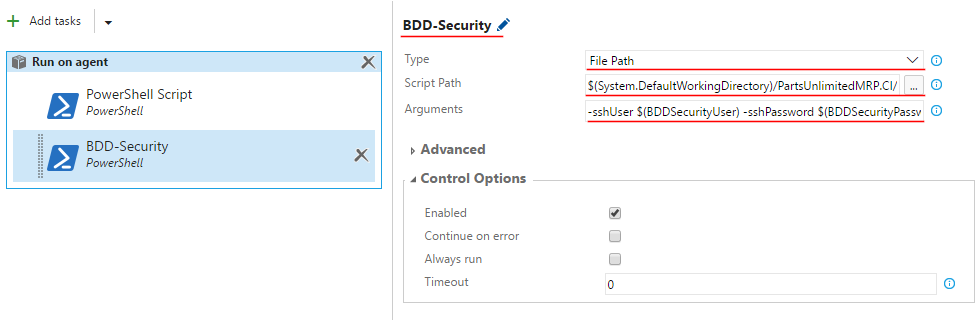 Add tasks
Run on agent
PowerShell Script
PowerShell
BDD-Security
PowerShell
BDD-Security
Type
File Path
Script Path
$(System.DefaultWorkingDirectory)/PartsUnlimitedMRP.CI/
...
Arguments
-sshUser $(BDDSecurityUser) -sshPassword $(BDDSecurityPassw
Advanced
Control Options
Enabled
Continue on error
Always run
Timeout
0